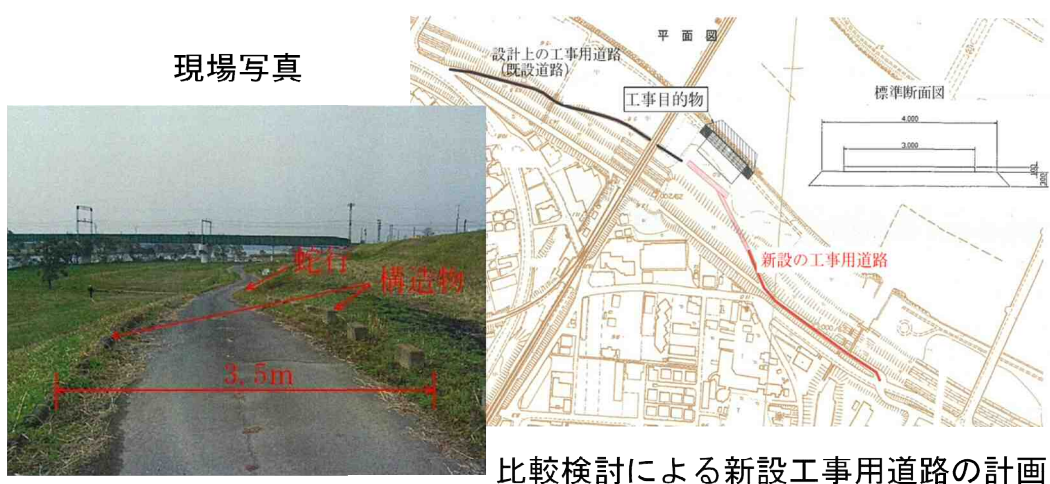 現場写真
平面図
設計上の工事用道路
(既設道路)
工事目的物
標準断面図
4.000
3.000
200
新設の工事用道路
蛇行
構造物
3.5m
比較検討による新設工事用道路の計画